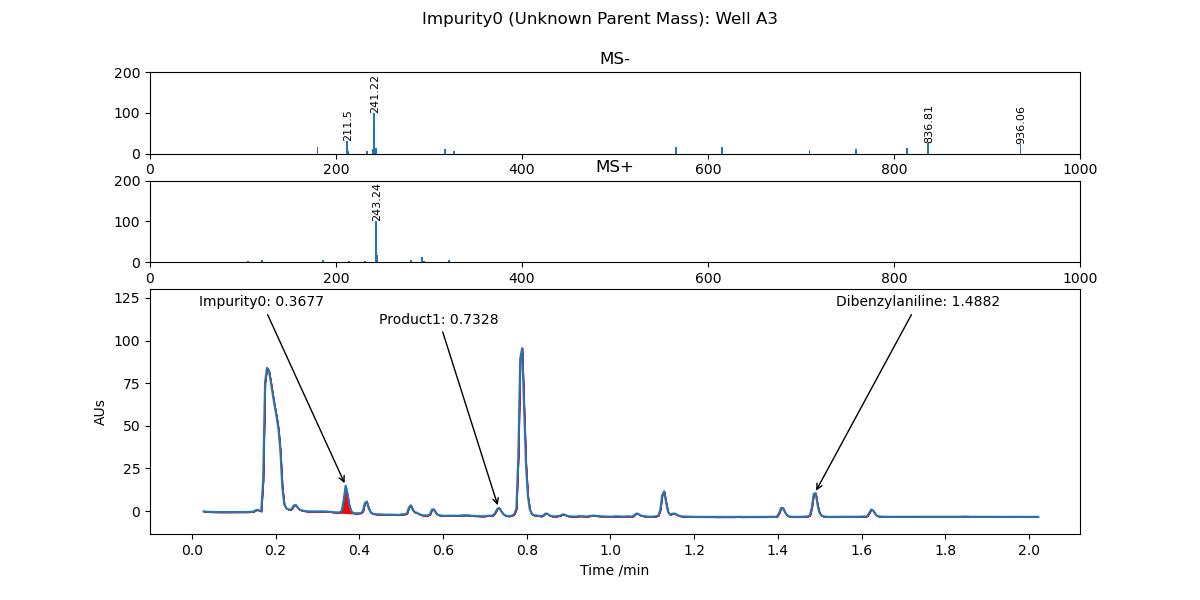 Impurity0 (Unknown Parent Mass): Well A3
MS-
200
100
0
211.5
241.22
836.81
936.06
0 200 400 600 800 1000
MS+
200
100
0
243.24
0 200 400 600 800 1000
Impurity0: 0.3677
Product1: 0.7328
Dibenzylaniline: 1.4882
125
100
75
50
25
0
AUs
0.0 0.2 0.4 0.6 0.8 1.0 1.2 1.4 1.6 1.8 2.0
Time /min